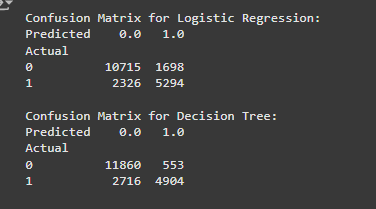 Confusion Matrix for Logistic Regression:
Predicted 0.0 1.0
Actual
0 10715 1698
1 2326 5294
Confusion Matrix for Decision Tree:
Predicted 0.0 1.0
Actual
0 11860 553
1 2716 4904